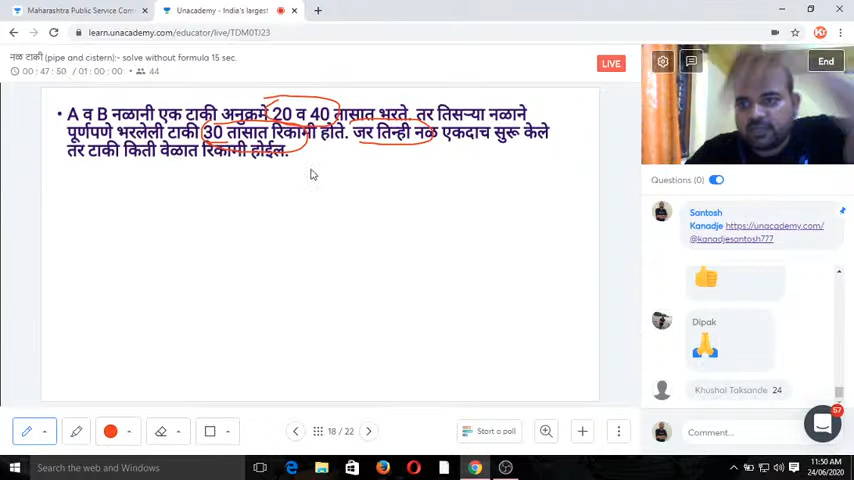 Maharashtra Public Service Cont
Unacademy - India's largest
learn.unacademy.com/educator/live/TDM0TJ23
नळ टाकी (pipe and cistern):- solve without formula 15 sec.
00 : 47 : 50 / 01 : 00 : 00 • 44
LIVE
End
• A व B नळानी एक टाकी अनुक्रमे 20 व 40 तासात भरते. तर तिसऱ्या नळाने
पूर्णपणे भरलेली टाकी 30 तासात रिकामी होते. जर तिन्ही नळ एकदाच सुरू केले
तर टाकी किती वेळात रिकामी होईल.
Questions (0)
Santosh
Kanadje https://unacademy.com/
@kanadjesantosh777
Dipak
Khushal Taksande 24
57
18 / 22
Start a poll
Comment...
Search the web and Windows
11:50 AM
24/06/2020